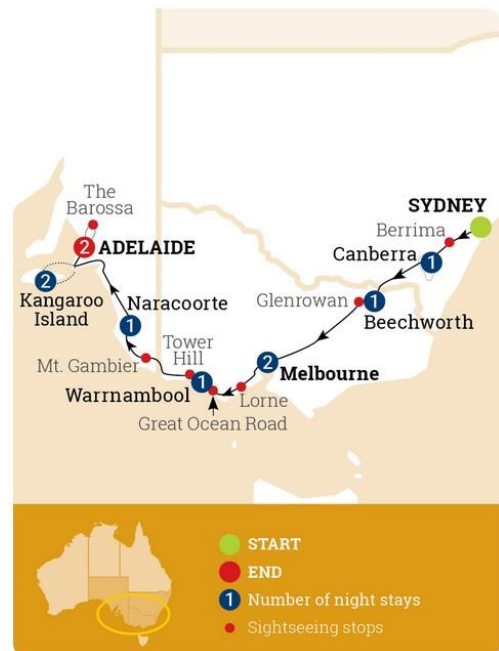 The
Barossa
2
ADELAIDE
2
Kangaroo
Island
Naracoorte
1
Mt. Gambier
Tower
Hill
Warrnambool
1
Great Ocean Road
Lorne
2
Melbourne
Glenrowan
1
Beechworth
Canberra
1
Berrima
SYDNEY
START
END
1
Number of night stays
Sightseeing stops